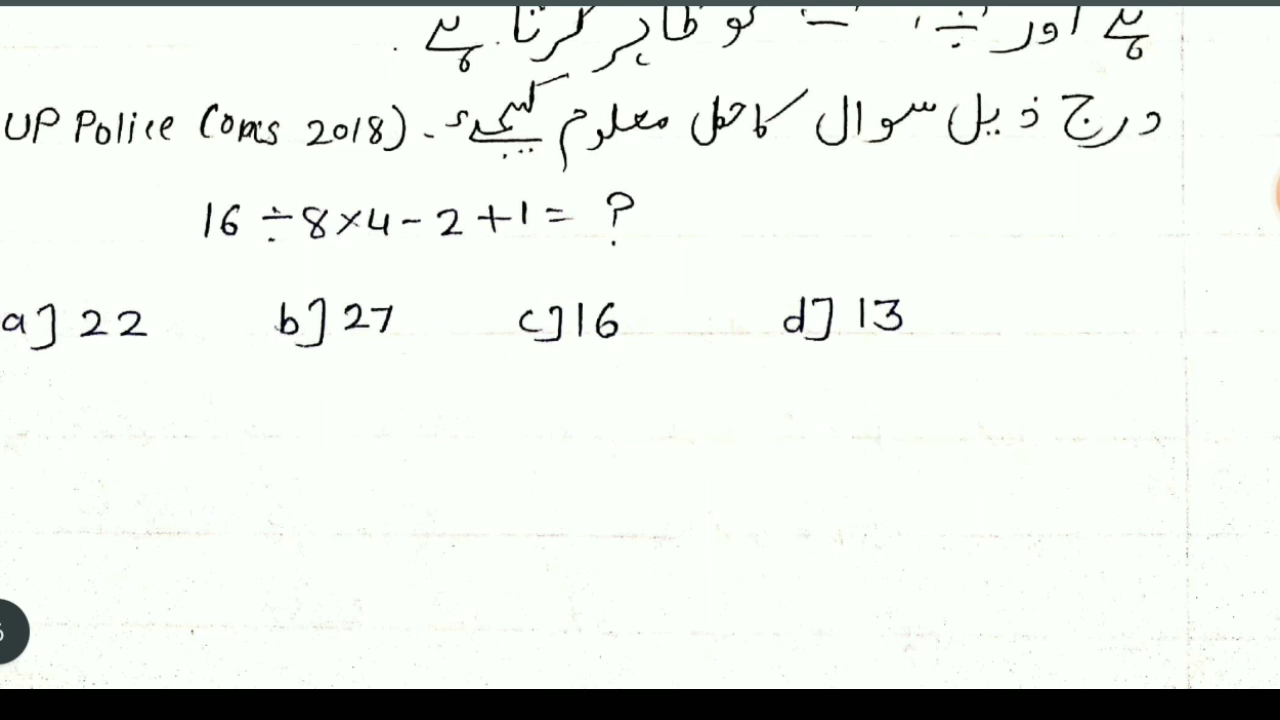 ہے اور '÷'، '−' کو ظاہر کرتا ہے۔
درج ذیل سوال کا حل معلوم کیجئے۔ UP Police Cons 2018)
16 ÷ 8 × 4 - 2 + 1 = ?
a] 22 b] 27 c] 16 d] 13